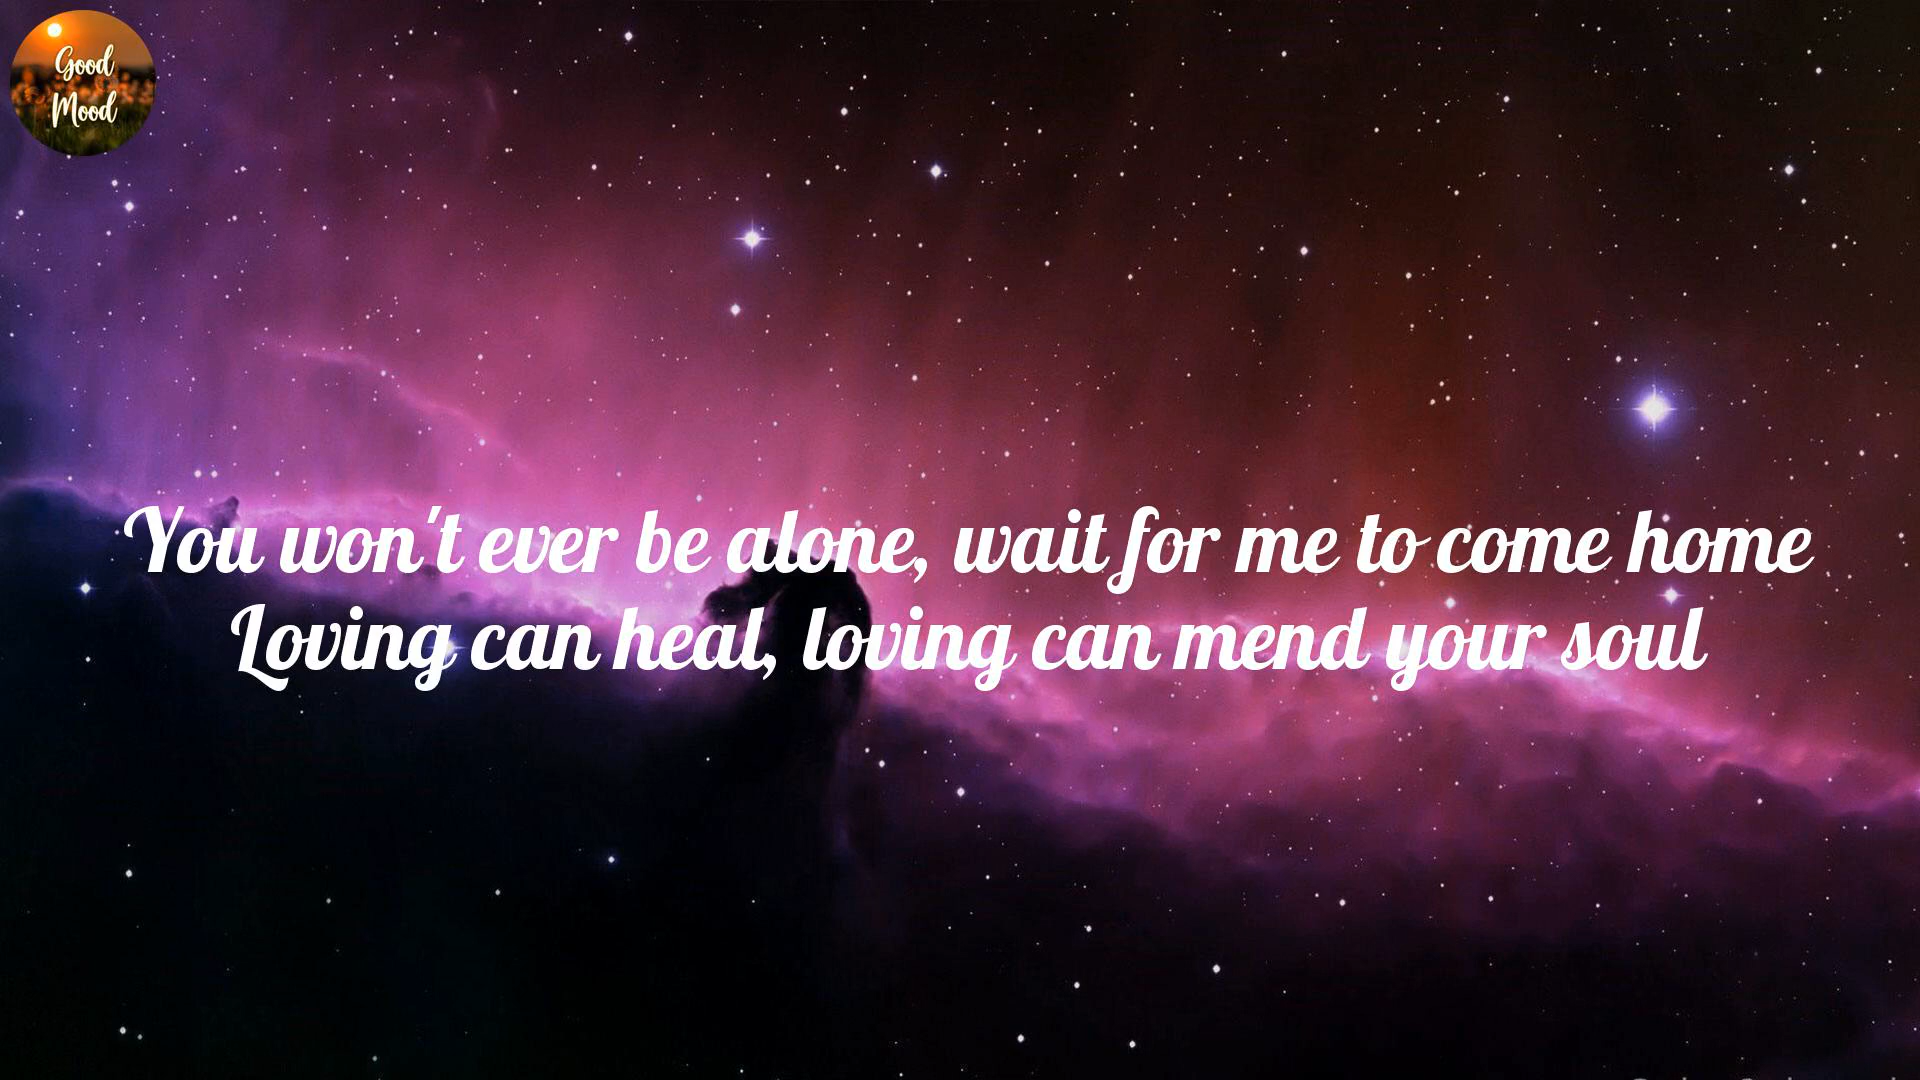 Good
Mood
You won't ever be alone, wait for me to come home
Loving can heal, loving can mend your soul